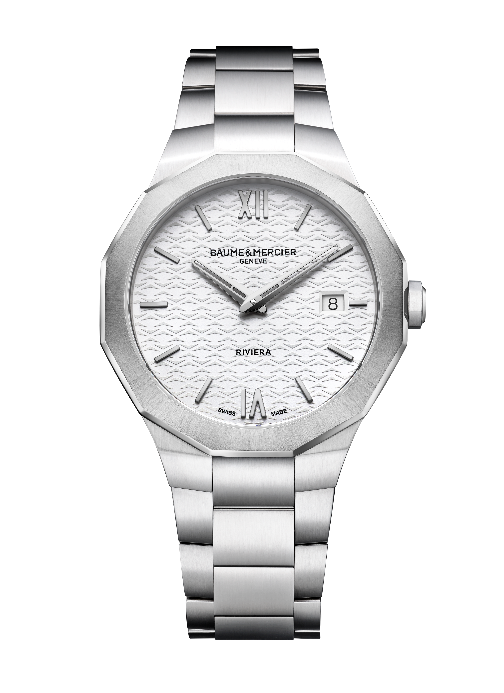 XII
BAUME & MERCIER
GENEVE
8
RIVIERA
VI
SWISS MADE